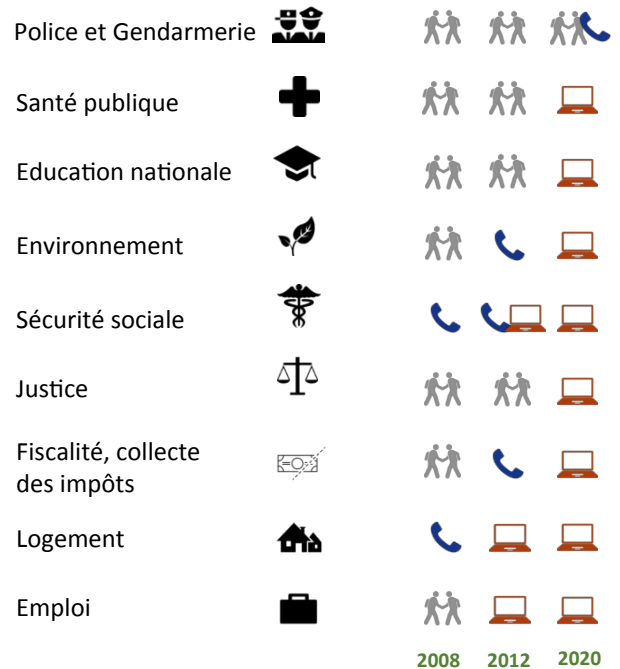 Police et Gendarmerie
Santé publique
Education nationale
Environnement
Sécurité sociale
Justice
Fiscalité, collecte
des impôts
Logement
Emploi
2008 2012 2020